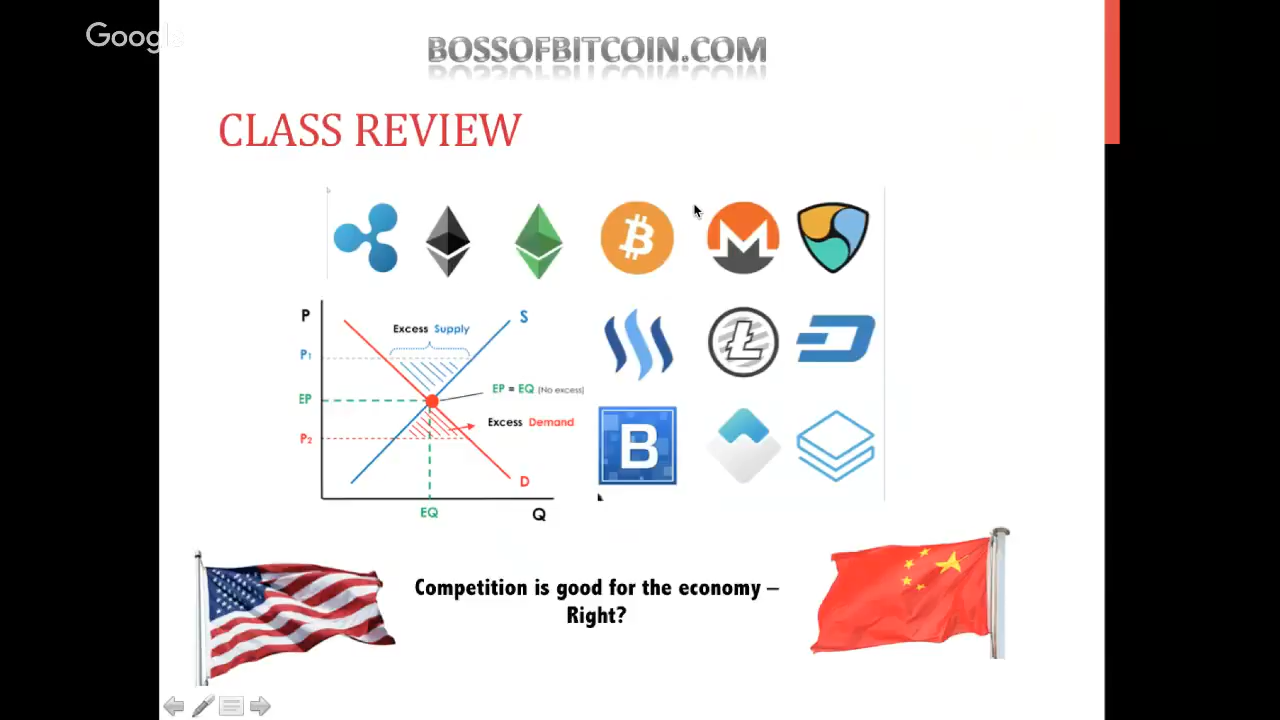 Google
BOSSOFBITCOIN.COM
CLASS REVIEW
P
S
Excess Supply
P1
EP = EQ (No excess)
EP
Excess Demand
P2
D
EQ
Q
B
Competition is good for the economy –
Right?